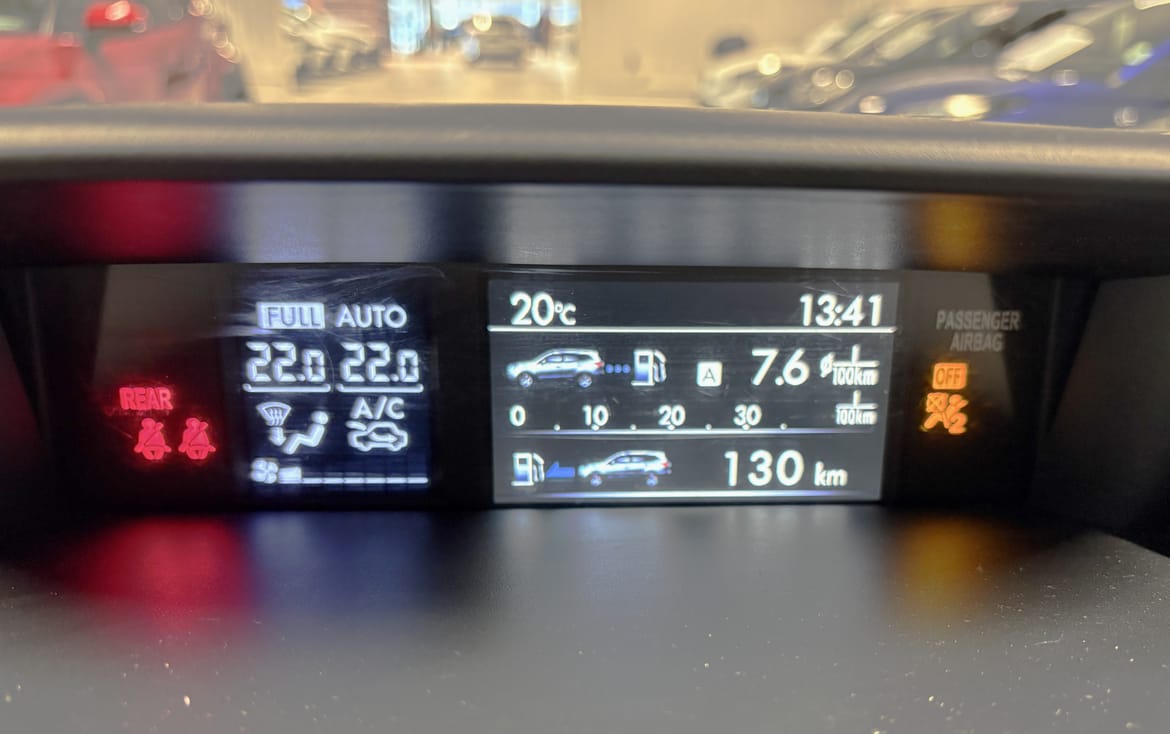 REAR
FULL AUTO
22.0 22.0
A/C
20°C 13:41
A 7.6 Ø L/100km
0 . 10 . 20 . 30 . L/100km
130 km
PASSENGER
AIRBAG
OFF